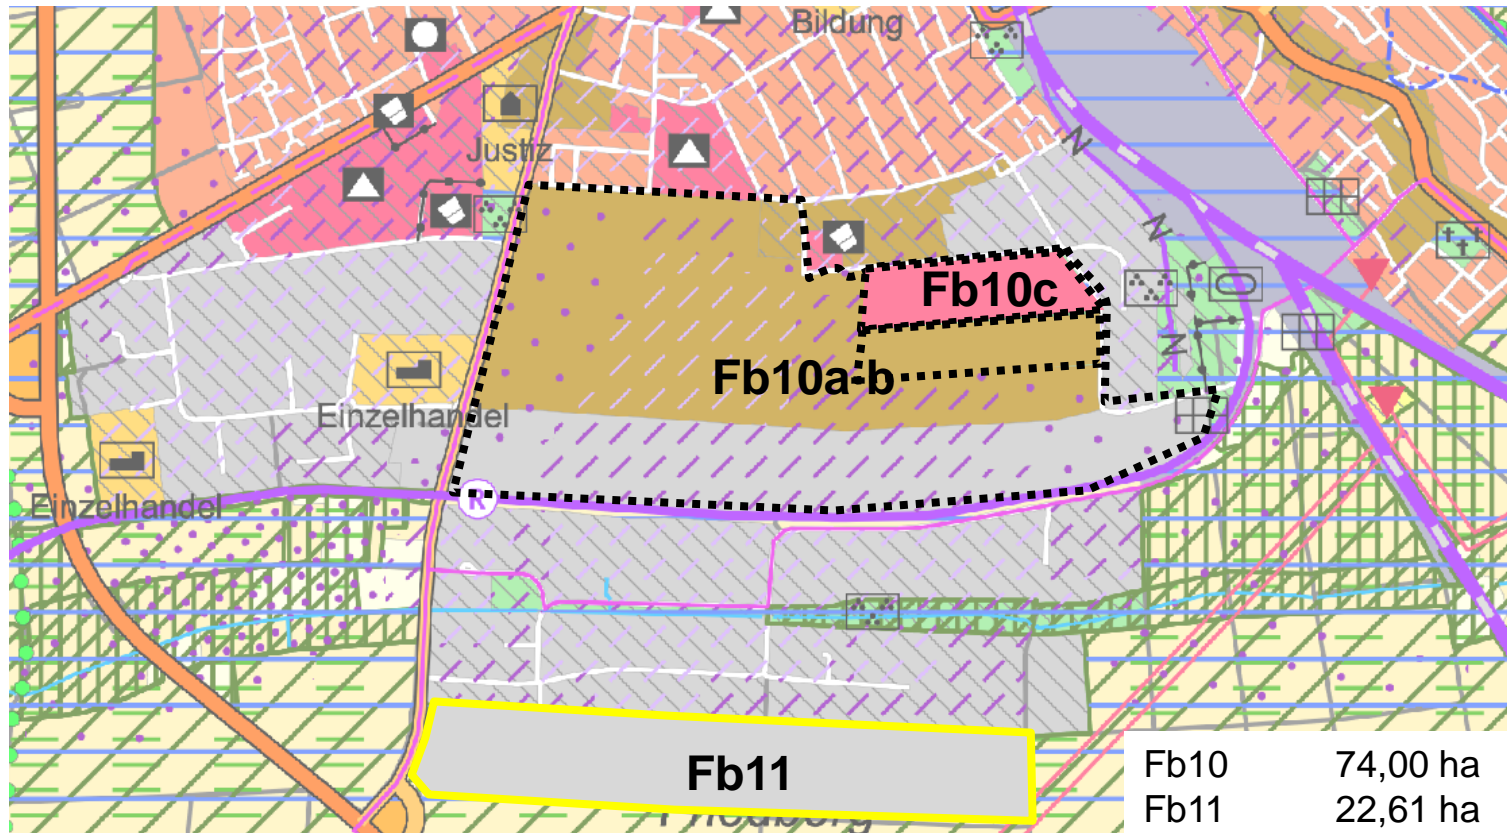 Bildung
Justiz
N
N
Fb10c
N
Fb10a-b
Einzelhandel
Einzelhandel
R
Fb11
Fb10 74,00 ha
Fb11 22,61 ha